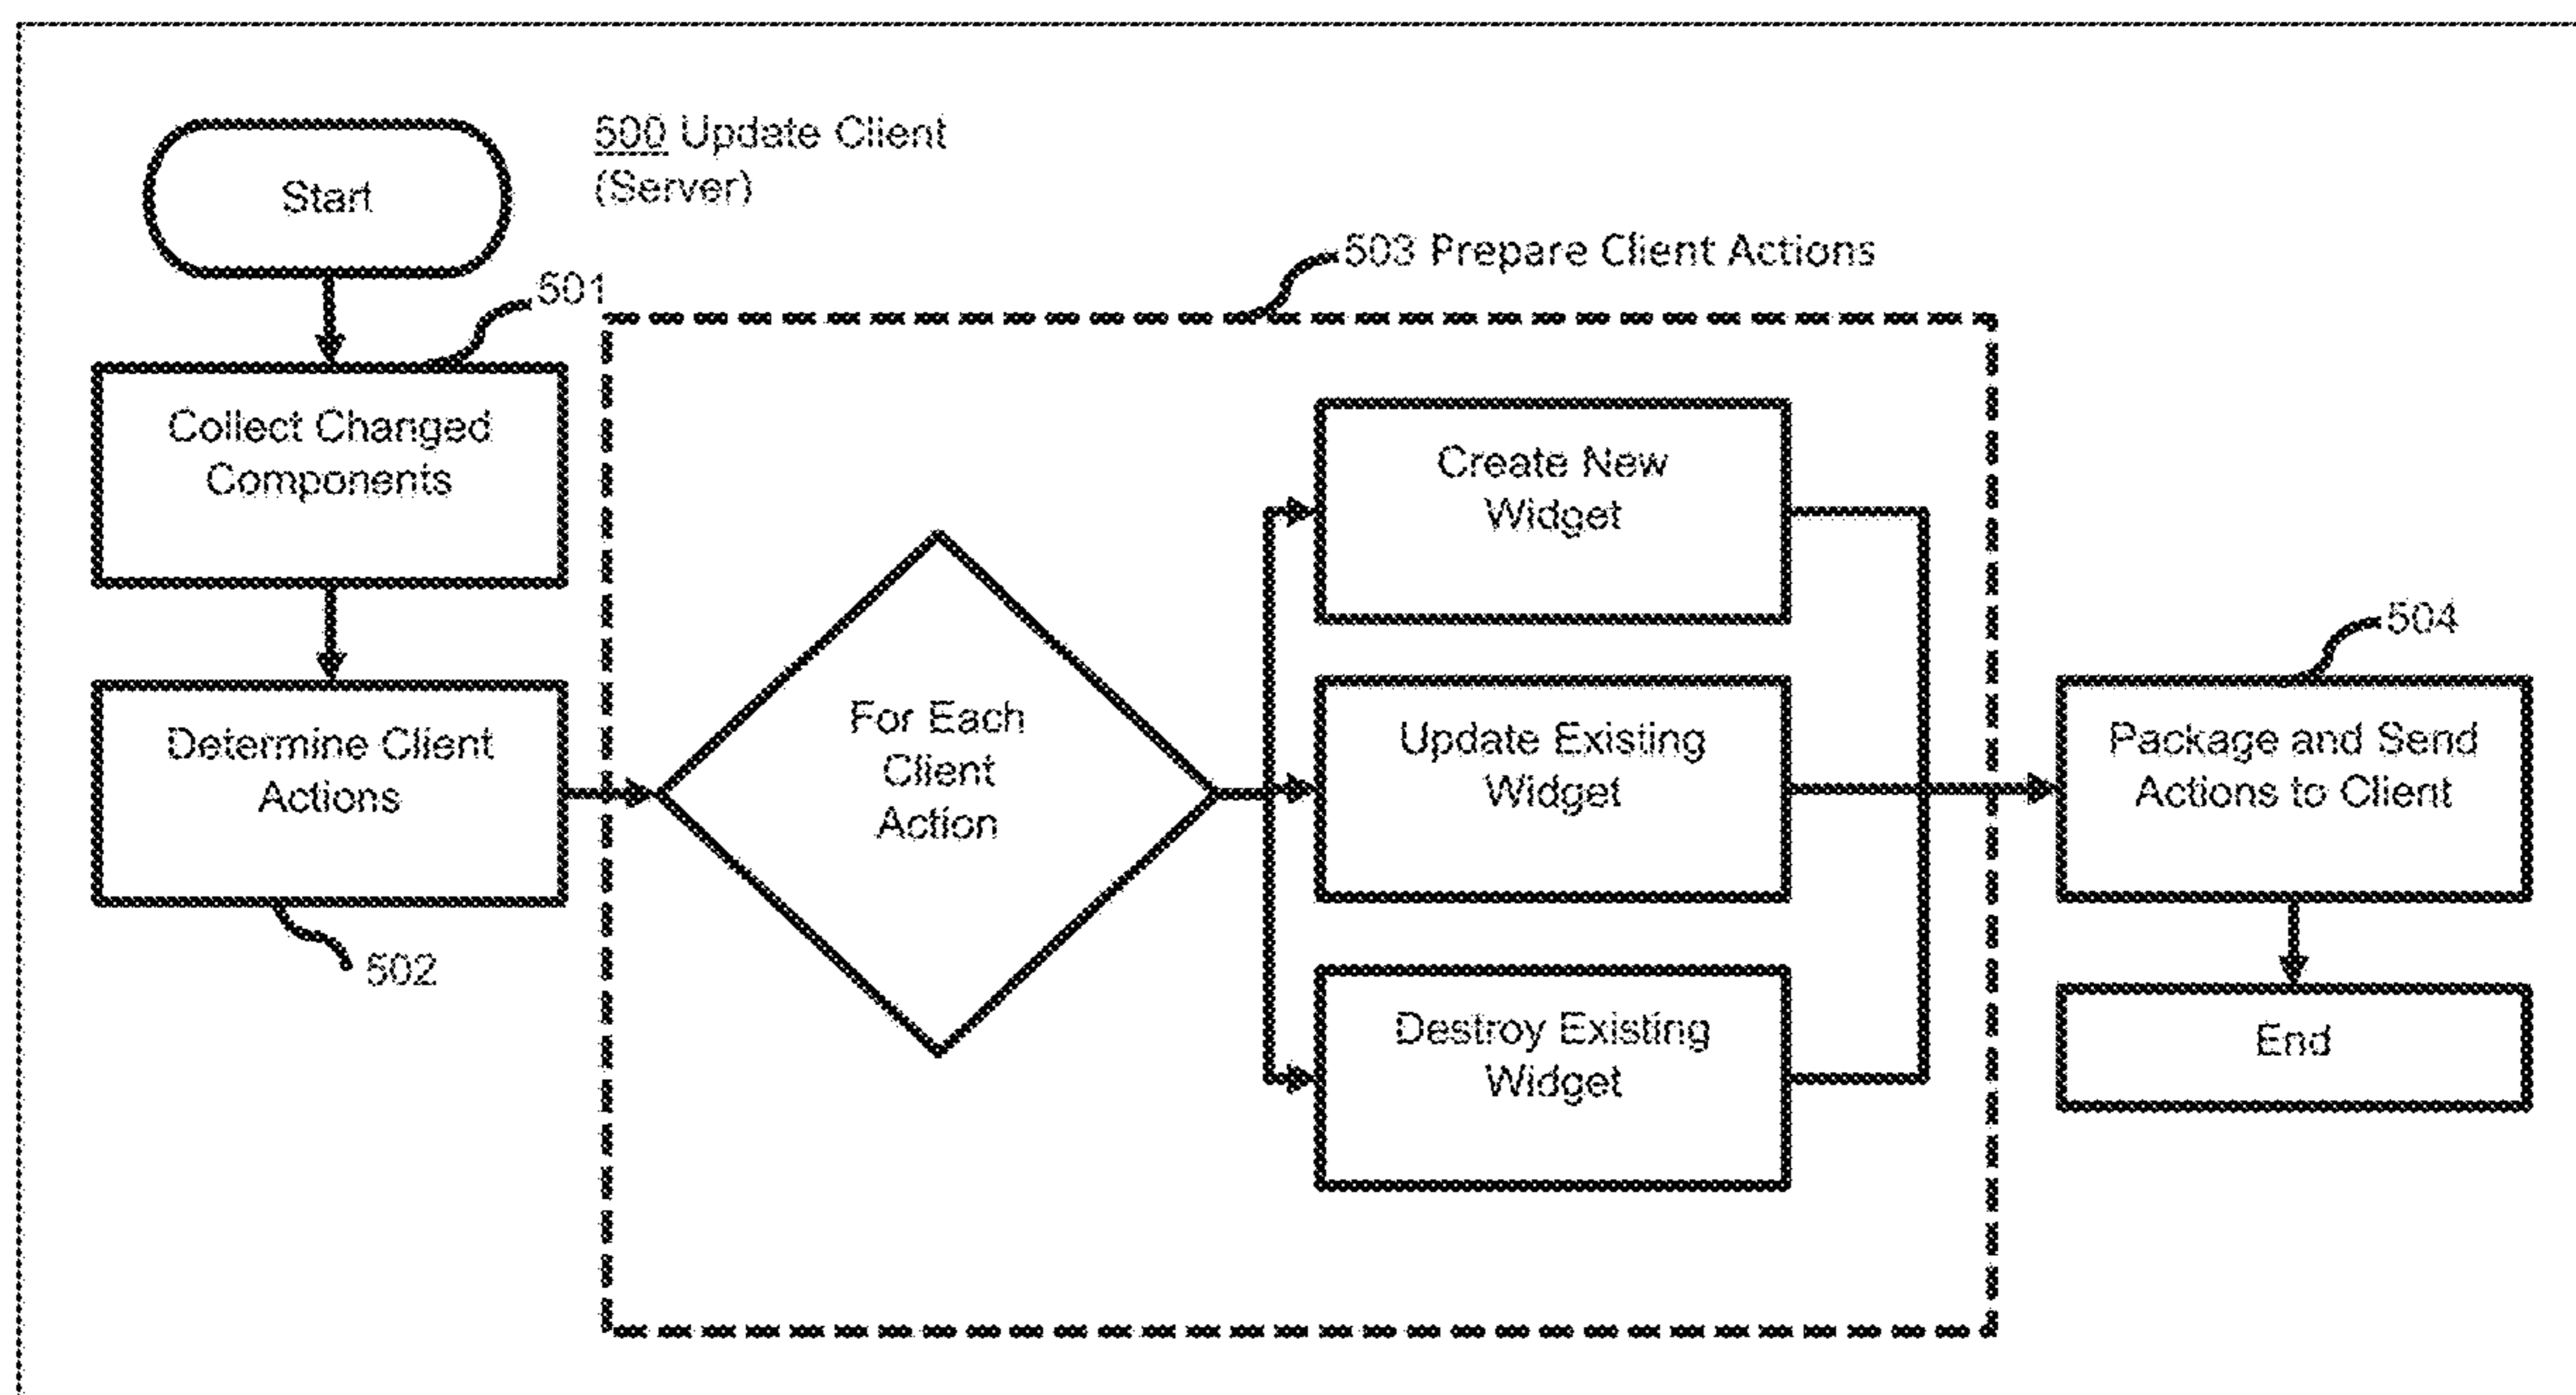 Start
500 Update Client
(Server)
503 Prepare Client Actions
501
Collect Changed
Components
Determine Client
Actions
502
For Each
Client
Action
Create New
Widget
Update Existing
Widget
Destroy Existing
Widget
504
Package and Send
Actions to Client
End